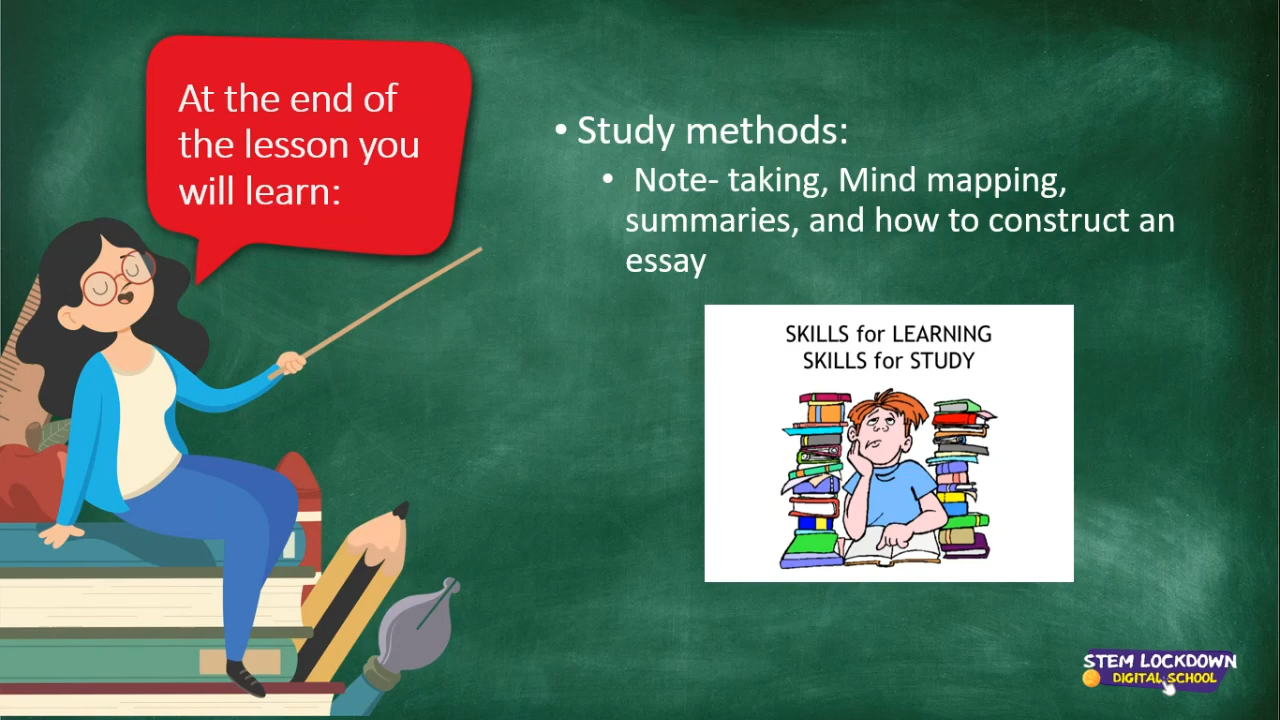 At the end of
the lesson you
will learn:
• Study methods:
• Note- taking, Mind mapping,
summaries, and how to construct an
essay
SKILLS for LEARNING
SKILLS for STUDY
STEM LOCKDOWN
DIGITAL SCHOOL